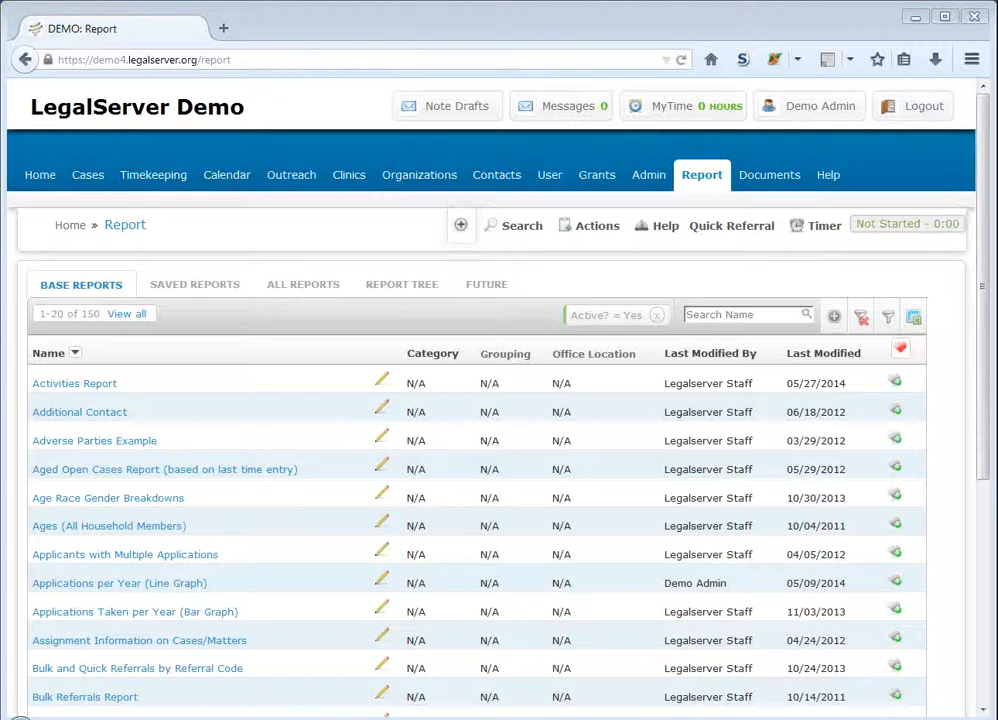 DEMO: Report
https://demo4.legalserver.org/report
LegalServer Demo
Note Drafts Messages 0 MyTime 0 HOURS Demo Admin Logout
Home Cases Timekeeping Calendar Outreach Clinics Organizations Contacts User Grants Admin Report Documents Help
Home » Report Search Actions Help Quick Referral Timer Not Started - 0:00
BASE REPORTS SAVED REPORTS ALL REPORTS REPORT TREE FUTURE
1-20 of 150 View all Active? = Yes x Search Name
Name Category Grouping Office Location Last Modified By Last Modified
Activities Report N/A N/A N/A Legalserver Staff 05/27/2014
Additional Contact N/A N/A N/A Legalserver Staff 06/18/2012
Adverse Parties Example N/A N/A N/A Legalserver Staff 03/29/2012
Aged Open Cases Report (based on last time entry) N/A N/A N/A Legalserver Staff 05/29/2012
Age Race Gender Breakdowns N/A N/A N/A Legalserver Staff 10/30/2013
Ages (All Household Members) N/A N/A N/A Legalserver Staff 10/04/2011
Applicants with Multiple Applications N/A N/A N/A Legalserver Staff 04/05/2012
Applications per Year (Line Graph) N/A N/A N/A Demo Admin 05/09/2014
Applications Taken per Year (Bar Graph) N/A N/A N/A Legalserver Staff 11/03/2013
Assignment Information on Cases/Matters N/A N/A N/A Legalserver Staff 04/24/2012
Bulk and Quick Referrals by Referral Code N/A N/A N/A Legalserver Staff 10/24/2013
Bulk Referrals Report N/A N/A N/A Legalserver Staff 10/14/2011